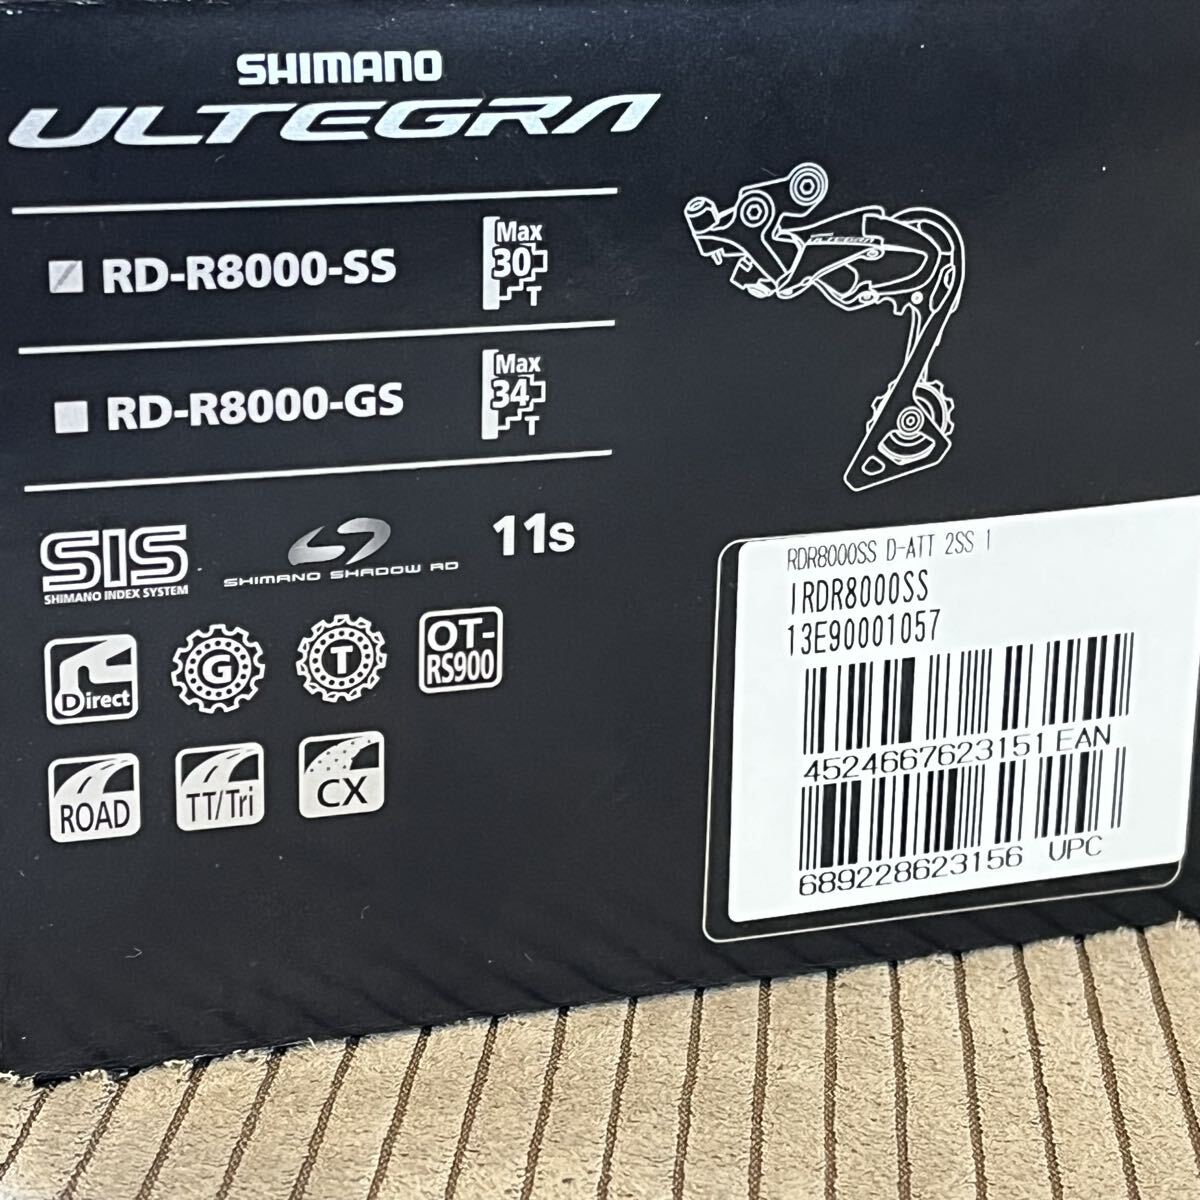 SHIMANO
ULTEGRA
RD-R8000-SS
Max
30
T
RD-R8000-GS
Max
34
T
SIS
SHIMANO INDEX SYSTEM
SHIMANO SHADOW RD
11s
Direct
G
T
OT-
RS900
ROAD
TT/Tri
CX
ULTEGRA
RDR8000SS D-ATT 2SS 1
IRDR8000SS
13E90001057
4524667623151 EAN
689228623156 UPC